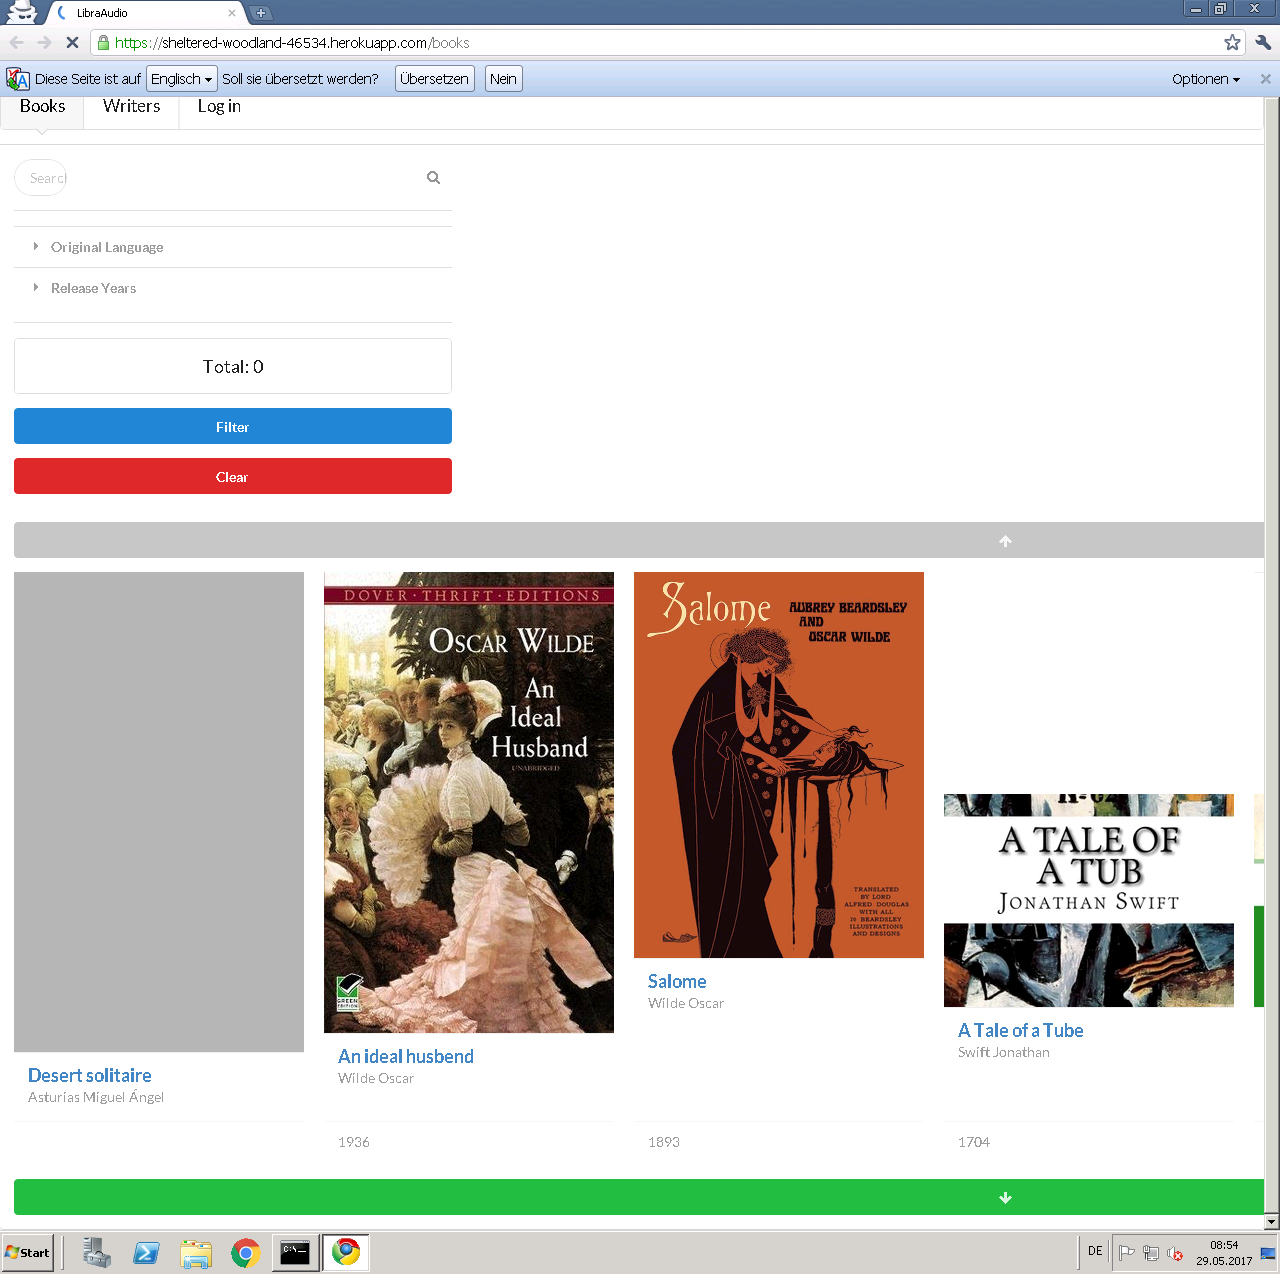 LibraAudio
https://sheltered-woodland-46534.herokuapp.com/books
Diese Seite ist auf Englisch Soll sie übersetzt werden? Übersetzen Nein Optionen
Books Writers Log in
Search
Original Language
Release Years
Total: 0
Filter
Clear
DOVER · THRIFT · EDITIONS
OSCAR WILDE
An
Ideal
Husband
UNABRIDGED
GREEN
EDITION
Salome
AUBREY BEARDSLEY
AND
OSCAR WILDE
TRANSLATED
BY LORD
ALFRED DOUGLAS
WITH ALL
20 BEARDSLEY
ILLUSTRATIONS
AND DESIGNS
A TALE OF
A TUB
JONATHAN SWIFT
Desert solitaire
Asturias Miguel Ángel
An ideal husbend
Wilde Oscar
1936
Salome
Wilde Oscar
1893
A Tale of a Tube
Swift Jonathan
1704
Start
C:\
DE
08:54
29.05.2017